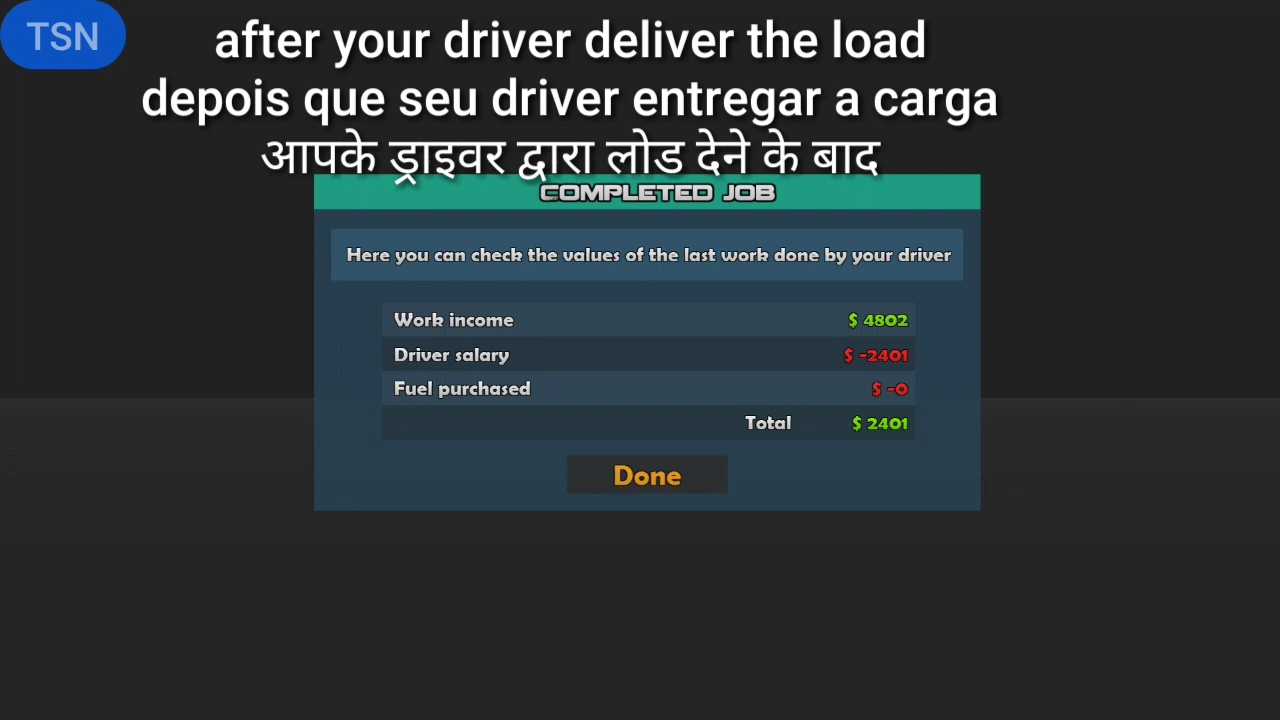 TSN
after your driver deliver the load
depois que seu driver entregar a carga
आपके ड्राइवर द्वारा लोड देने के बाद
COMPLETED JOB
Here you can check the values of the last work done by your driver
Work income $ 4802
Driver salary $ -2401
Fuel purchased $ -0
Total $ 2401
Done